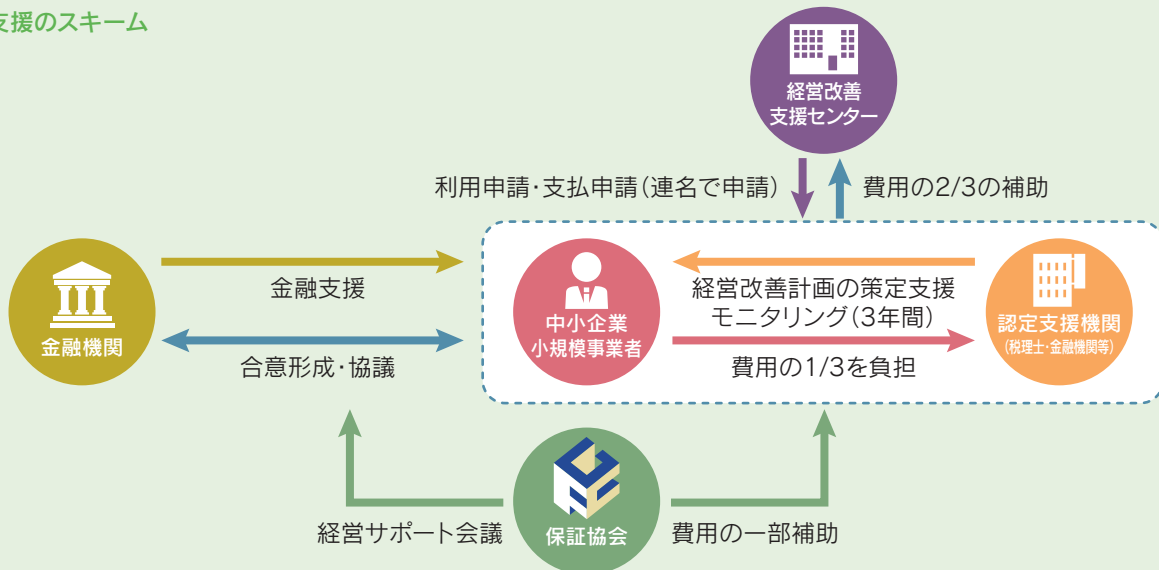 支援のスキーム
経営改善
支援センター
利用申請・支払申請（連名で申請）
費用の2/3の補助
金融機関
金融支援
合意形成・協議
中小企業
小規模事業者
経営改善計画の策定支援
モニタリング（3年間）
費用の1/3を負担
認定支援機関
（税理士・金融機関等）
経営サポート会議
保証協会
費用の一部補助